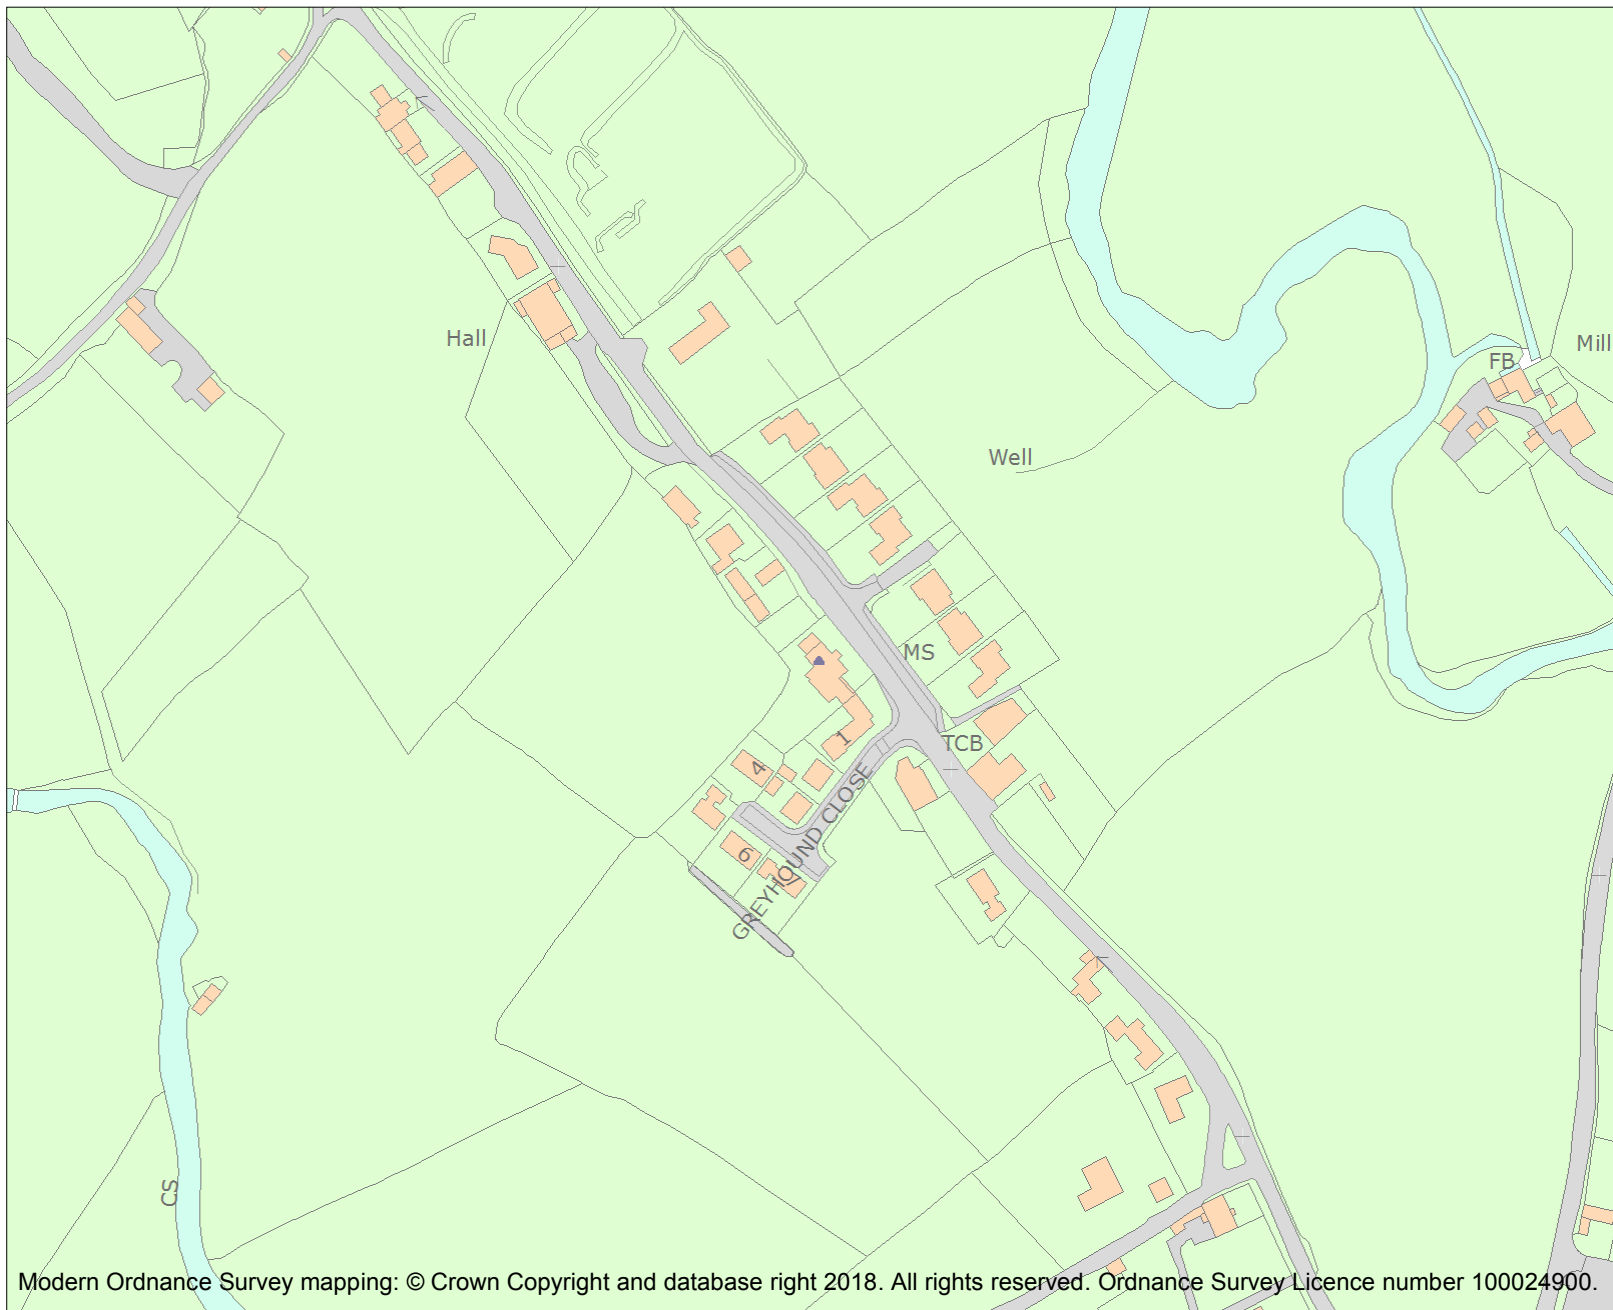 Hall
FB
Mill
Well
MS
TCB
1
4
6
GREYHOUND CLOSE
CS
Modern Ordnance Survey mapping: © Crown Copyright and database right 2018. All rights reserved. Ordnance Survey Licence number 100024900.